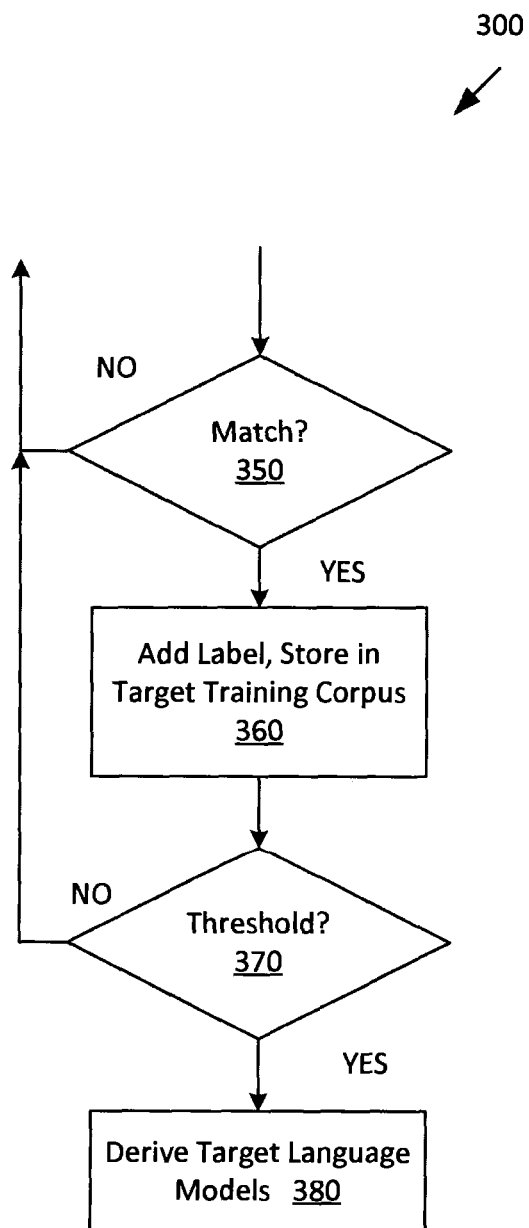 300
NO
Match?
350
YES
Add Label, Store in
Target Training Corpus
360
NO
Threshold?
370
YES
Derive Target Language
Models 380